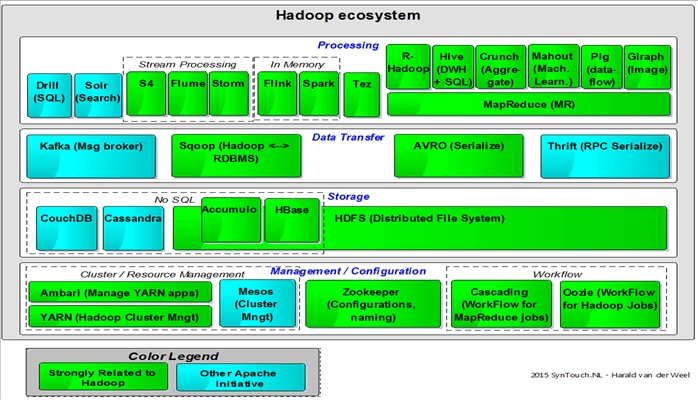 Hadoop ecosystem
Processing
Stream Processing
In Memory
Drill
(SQL)
Solr
(Search)
S4
Flume
Storm
Flink
Spark
Tez
R-
Hadoop
Hive
(DWH
+ SQL)
Crunch
(Aggre-
gate)
Mahout
(Mach.
Learn.)
Pig
(data-
flow)
Giraph
(Image)
MapReduce (MR)
Data Transfer
Kafka (Msg broker)
Sqoop (Hadoop <-->
RDBMS)
AVRO (Serialize)
Thrift (RPC Serialize)
Storage
No SQL
CouchDB
Cassandra
Accumulo
HBase
HDFS (Distributed File System)
Management / Configuration
Cluster / Resource Management
Workflow
Ambari (Manage YARN apps)
YARN (Hadoop Cluster Mngt)
Mesos
(Cluster
Mngt)
Zookeeper
(Configurations,
naming)
Cascading
(WorkFlow for
MapReduce jobs)
Oozie (WorkFlow
for Hadoop Jobs)
Color Legend
Strongly Related to
Hadoop
Other Apache
Initiative
2015 SynTouch.NL - Harald van der Weel